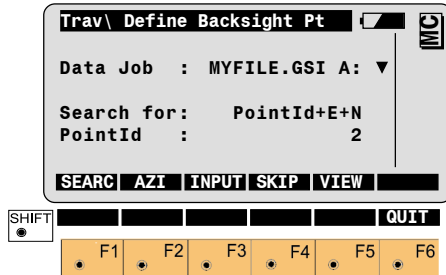 Trav\ Define Backsight Pt MC
Data Job : MYFILE.GSI A: ▼
Search for: PointId+E+N
PointId : 2
SEARC AZI INPUT SKIP VIEW
SHIFT QUIT
F1 F2 F3 F4 F5 F6